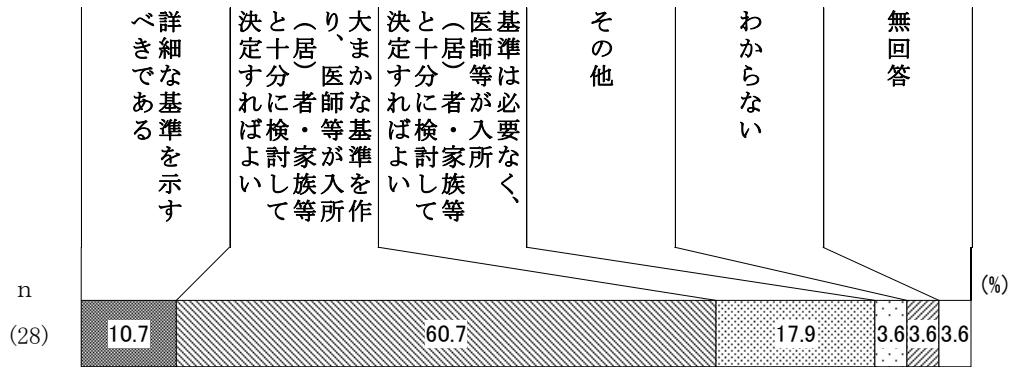 詳細な基準を示す
べきである
大まかな基準を作
り、医師等が入所
（居）者・家族等
と十分に検討して
決定すればよい
基準は必要なく、
医師等が入所
（居）者・家族等
と十分に検討して
決定すればよい
その他
わからない
無回答
(%)
n
(28)
10.7
60.7
17.9
3.6
3.6
3.6